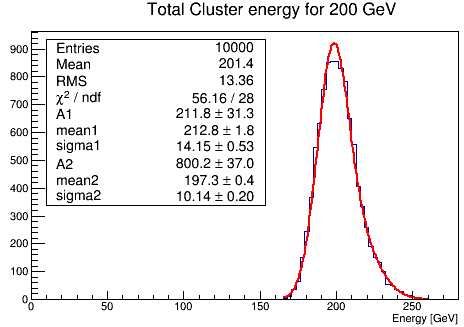 Total Cluster energy for 200 GeV
Entries 10000
Mean 201.4
RMS 13.36
χ² / ndf 56.16 / 28
A1 211.8 ± 31.3
mean1 212.8 ± 1.8
sigma1 14.15 ± 0.53
A2 800.2 ± 37.0
mean2 197.3 ± 0.4
sigma2 10.14 ± 0.20
900
800
700
600
500
400
300
200
100
0
0 50 100 150 200 250
Energy [GeV]